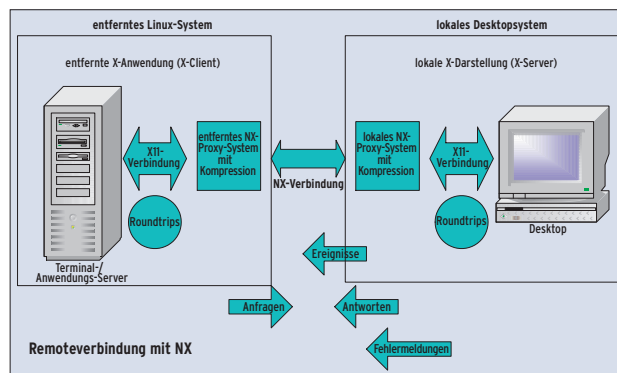 entferntes Linux-System
lokales Desktopsystem
entfernte X-Anwendung (X-Client)
lokale X-Darstellung (X-Server)
X11-
Verbindung
entferntes NX-
Proxy-System
mit
Kompression
NX-Verbindung
lokales NX-
Proxy-System
mit
Kompression
X11-
Verbindung
Roundtrips
Roundtrips
Desktop
Terminal-/
Anwendungs-Server
Ereignisse
Anfragen
Antworten
Fehlermeldungen
Remoteverbindung mit NX